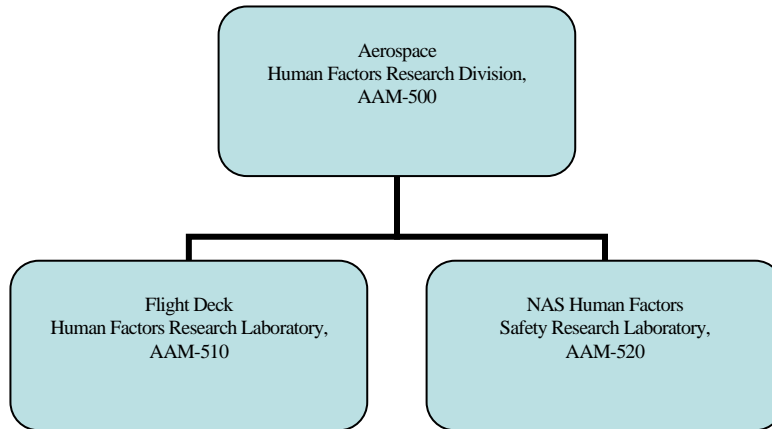 Aerospace
Human Factors Research Division,
AAM-500
Flight Deck
Human Factors Research Laboratory,
AAM-510
NAS Human Factors
Safety Research Laboratory,
AAM-520